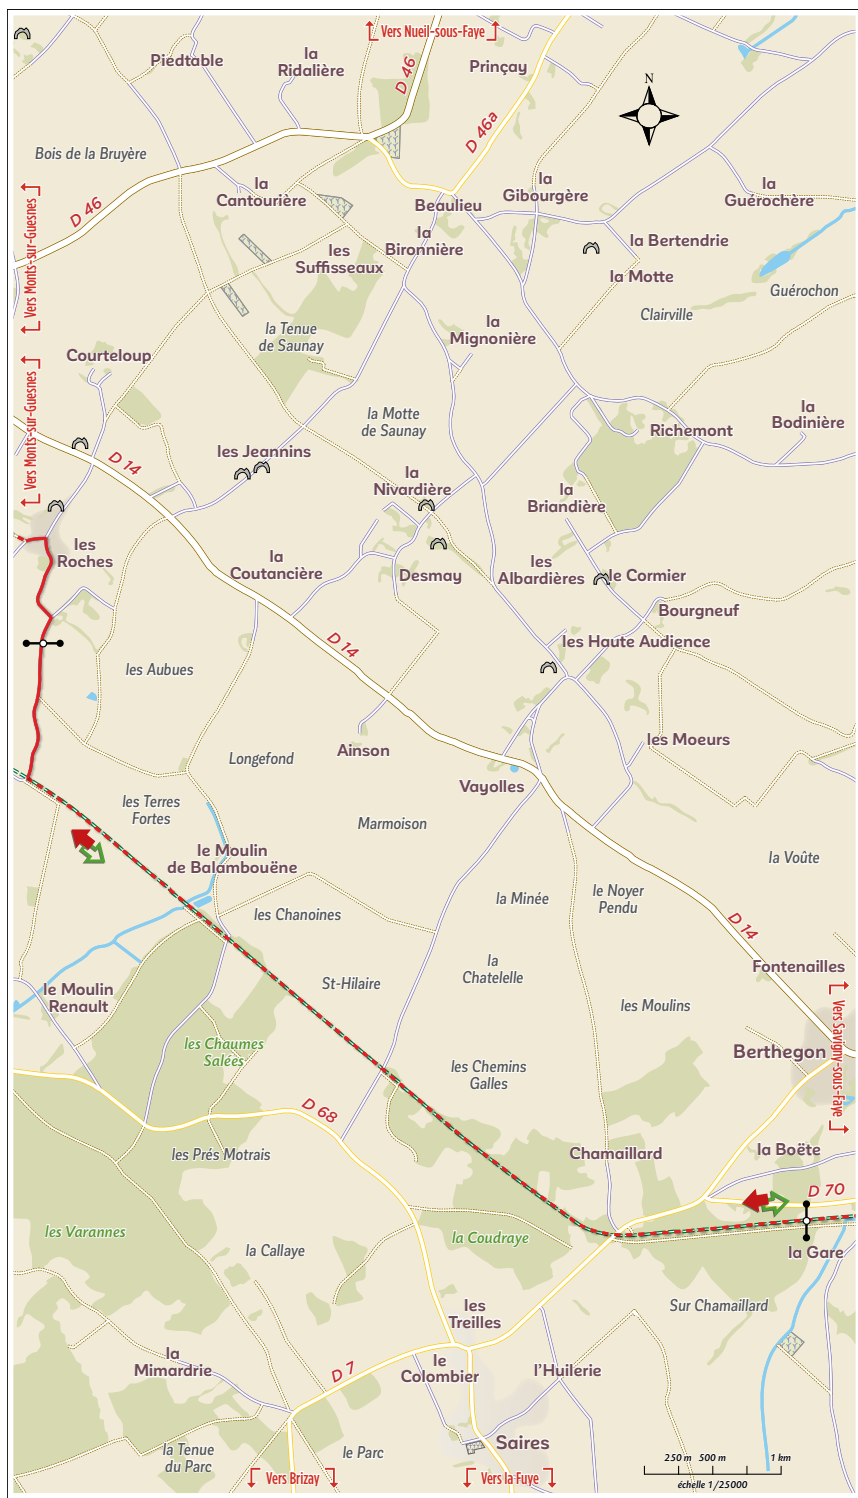 Vers Nueil-sous-Faye
Piedtable
la
Ridalière
Prinçay
D 46
D 46a
N
Bois de la Bruyère
la
Cantourière
Beaulieu
la
Gibourgère
la
Guérochère
D 46
Vers Monts-sur-Guesnes
la
Bironnière
les
Suffisseaux
la Bertendrie
la Motte
Guérochon
Clairville
la Tenue
de Saunay
la
Mignonière
Courteloup
Vers Monts-sur-Guesnes
la Motte
de Saunay
Richemont
la
Bodinière
D 14
les Jeannins
la
Nivardière
la
Briandière
les
Roches
la
Coutancière
Desmay
les
Albardières
le Cormier
Bourgneuf
D 14
les Haute Audience
les Aubues
Longefond
Ainson
les Moeurs
Vayolles
les Terres
Fortes
Marmoison
le Moulin
de Balambouëne
la Voûte
la Minée
le Noyer
Pendu
les Chanoines
D 14
St-Hilaire
la
Chatelelle
Fontenailles
le Moulin
Renault
les Moulins
Vers Savigny-sous-Faye
les Chaumes
Salées
Berthegon
les Chemins
Galles
D 68
les Prés Motrais
Chamaillard
la Boëte
D 70
les Varannes
la Callaye
la Coudraye
la Gare
les
Treilles
Sur Chamaillard
la
Mimardrie
D 7
le
Colombier
l'Huilerie
la Tenue
du Parc
le Parc
Saires
Vers Brizay
Vers la Fuye
250 m 500 m 1 km
échelle 1/25000